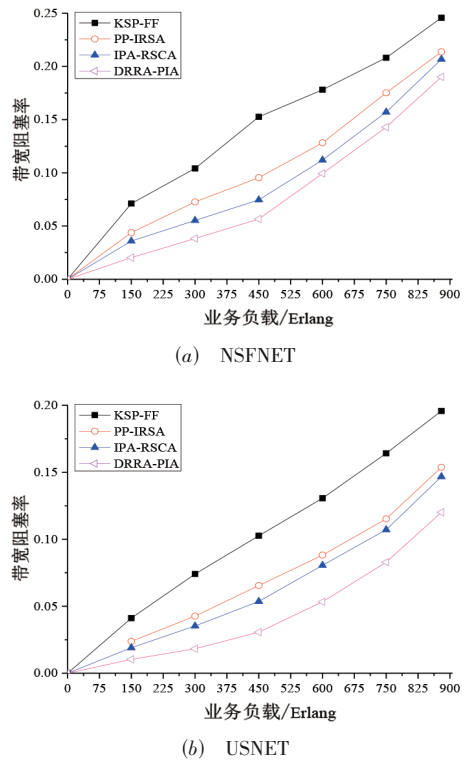 KSP-FF
PP-IRSA
IPA-RSCA
DRRA-PIA
0.25
0.20
0.15
0.10
0.05
0.00
带宽阻塞率
0 75 150 225 300 375 450 525 600 675 750 825 900
业务负载/Erlang
(a) NSFNET
KSP-FF
PP-IRSA
IPA-RSCA
DRRA-PIA
0.20
0.15
0.10
0.05
0.00
带宽阻塞率
0 75 150 225 300 375 450 525 600 675 750 825 900
业务负载/Erlang
(b) USNET